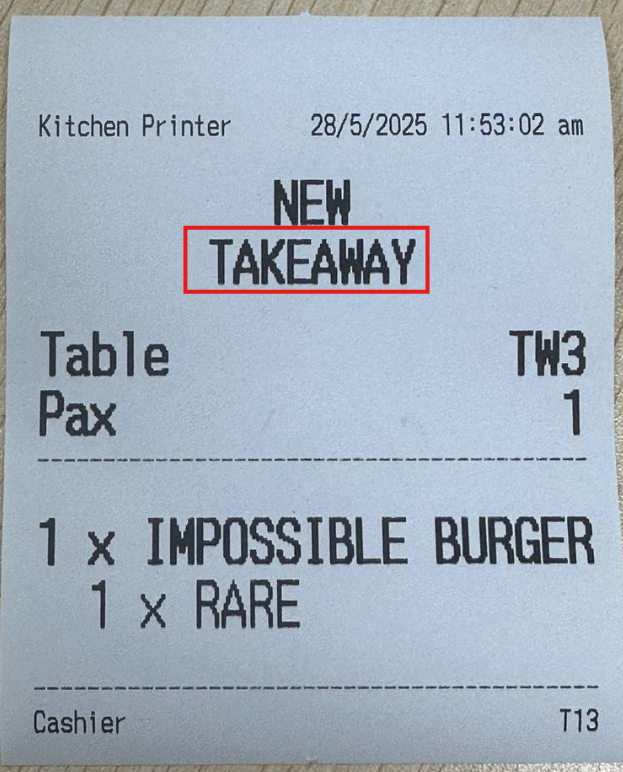 Kitchen Printer 28/5/2025 11:53:02 am
NEW
TAKEAWAY
Table TW3
Pax 1
1 x IMPOSSIBLE BURGER
1 x RARE
Cashier T13